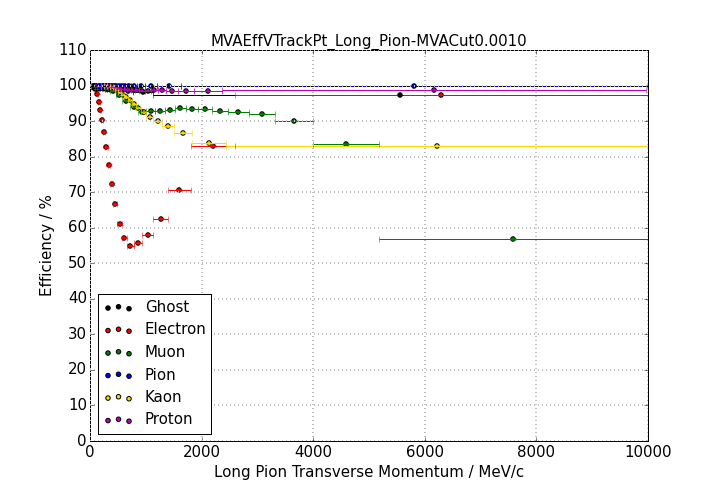 MVAEffVTrackPt_Long_Pion-MVACut0.0010
110
100
90
80
70
60
50
40
30
20
10
0
Efficiency / %
Ghost
Electron
Muon
Pion
Kaon
Proton
0 2000 4000 6000 8000 10000
Long Pion Transverse Momentum / MeV/c